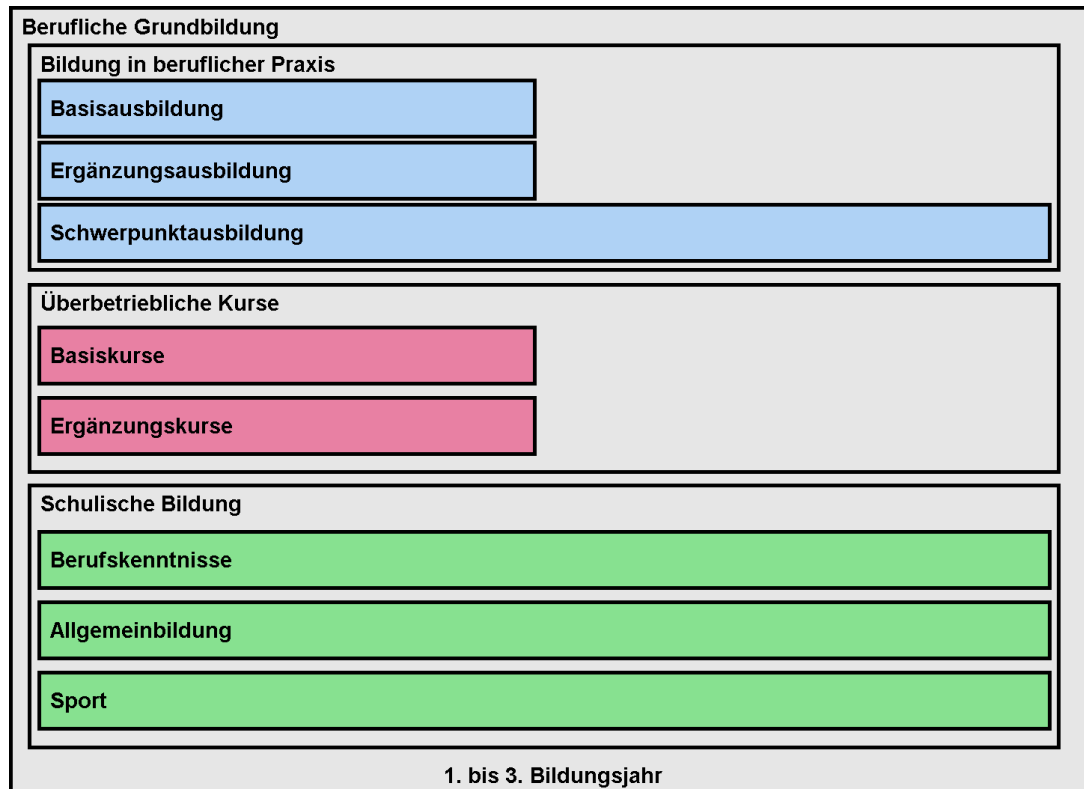 Berufliche Grundbildung
Bildung in beruflicher Praxis
Basisausbildung
Ergänzungsausbildung
Schwerpunktausbildung
Überbetriebliche Kurse
Basiskurse
Ergänzungskurse
Schulische Bildung
Berufskenntnisse
Allgemeinbildung
Sport
1. bis 3. Bildungsjahr